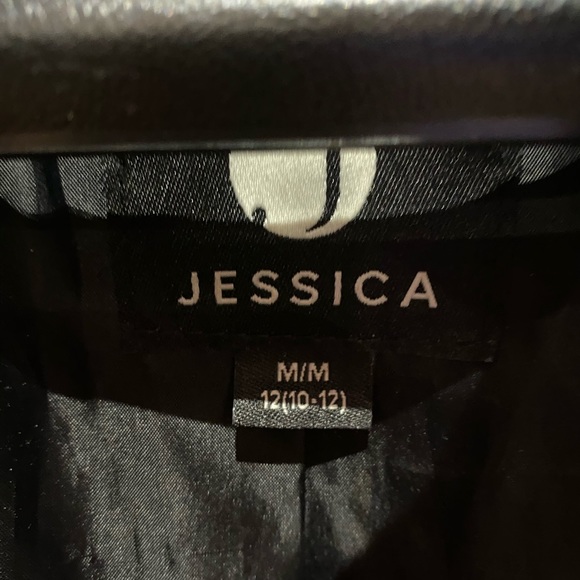 J
JESSICA
M/M
12(10-12)